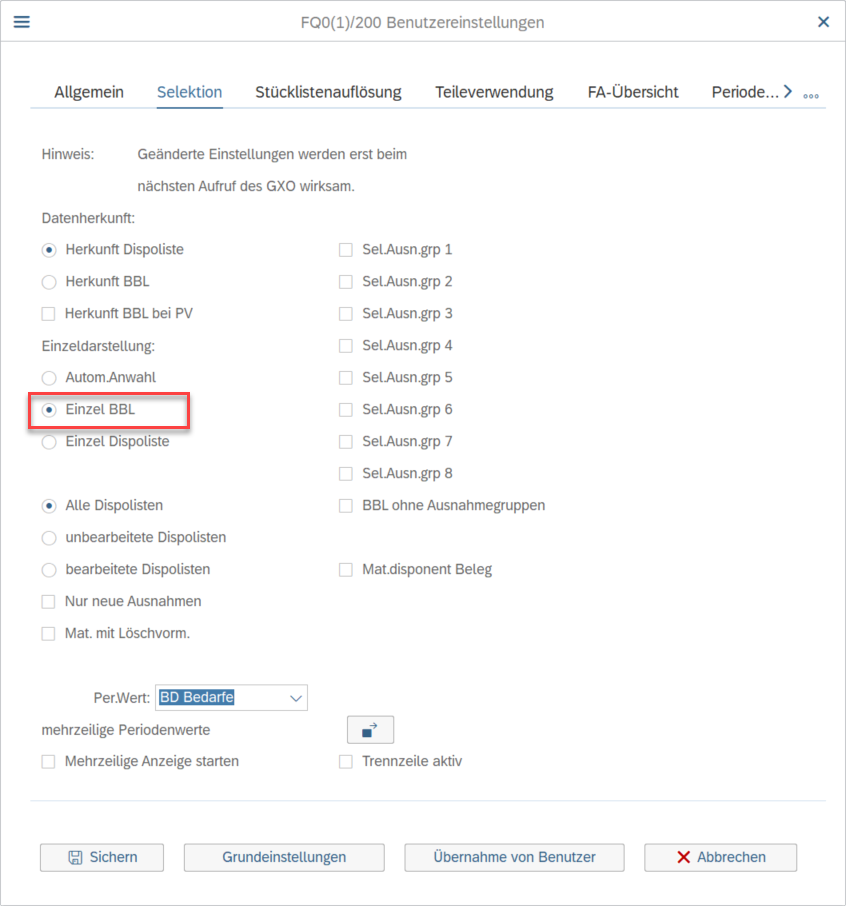 FQ0(1)/200 Benutzereinstellungen
Allgemein Selektion Stücklistenauflösung Teileverwendung FA-Übersicht Periode...
Hinweis: Geänderte Einstellungen werden erst beim
nächsten Aufruf des GXO wirksam.
Datenherkunft:
Herkunft Dispoliste Sel.Ausn.grp 1
Herkunft BBL Sel.Ausn.grp 2
Herkunft BBL bei PV Sel.Ausn.grp 3
Einzeldarstellung: Sel.Ausn.grp 4
Autom.Anwahl Sel.Ausn.grp 5
Einzel BBL Sel.Ausn.grp 6
Einzel Dispoliste Sel.Ausn.grp 7
Sel.Ausn.grp 8
Alle Dispolisten BBL ohne Ausnahmegruppen
unbearbeitete Dispolisten
bearbeitete Dispolisten Mat.disponent Beleg
Nur neue Ausnahmen
Mat. mit Löschvorm.
Per.Wert: BD Bedarfe
mehrzeilige Periodenwerte
Mehrzeilige Anzeige starten Trennzeile aktiv
Sichern Grundeinstellungen Übernahme von Benutzer Abbrechen